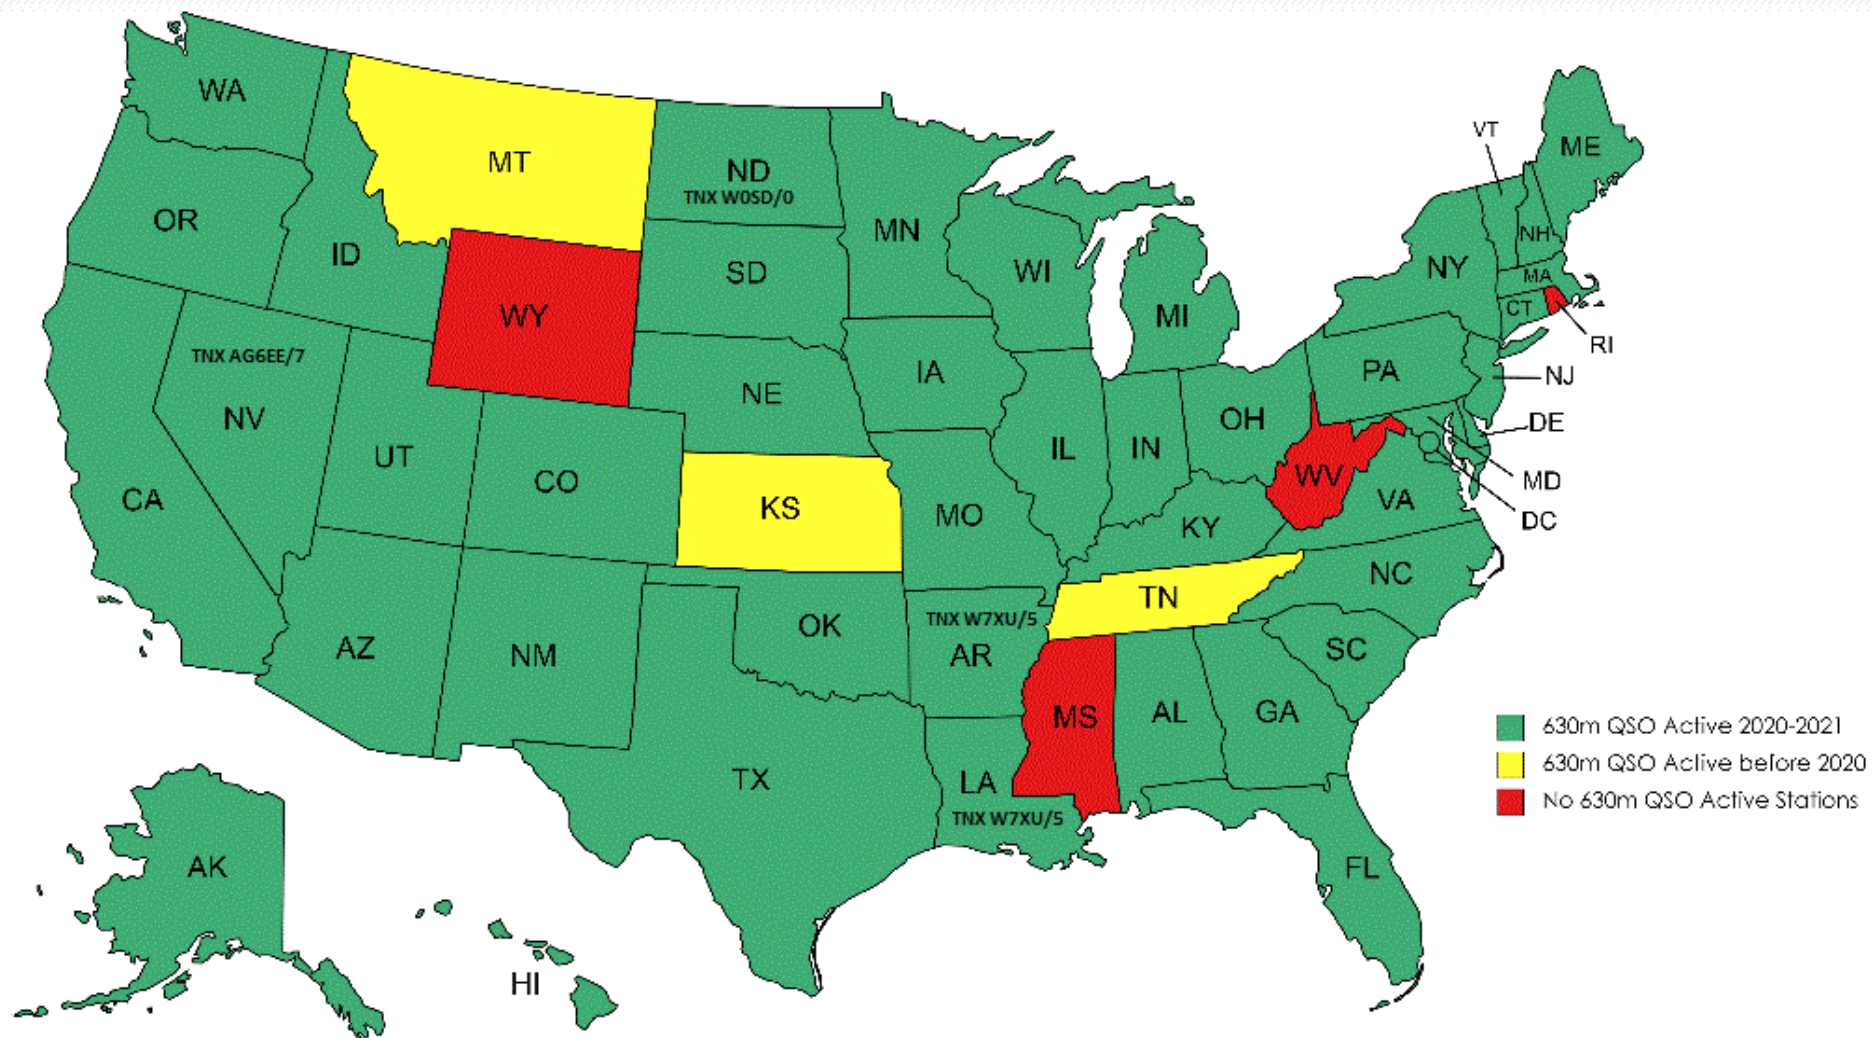 WA
MT
ND
TNX W0SD/0
MN
OR
ID
SD
WI
MI
WY
VT
ME
NH
NY
MA
CT
RI
TNX AG6EE/7
NV
NE
IA
PA
NJ
OH
DE
UT
CO
IL
IN
WV
MD
CA
KS
MO
KY
VA
DC
TN
NC
AZ
NM
OK
TNX W7XU/5
AR
SC
MS
AL
GA
TX
LA
TNX W7XU/5
FL
AK
HI
630m QSO Active 2020-2021
630m QSO Active before 2020
No 630m QSO Active Stations